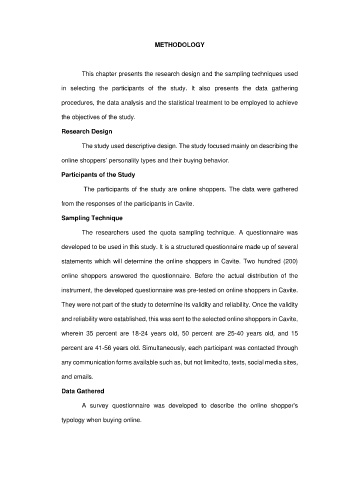 METHODOLOGY
This chapter presents the research design and the sampling techniques used
in selecting the participants of the study. It also presents the data gathering
procedures, the data analysis and the statistical treatment to be employed to achieve
the objectives of the study.
Research Design
The study used descriptive design. The study focused mainly on describing the
online shoppers' personality types and their buying behavior.
Participants of the Study
The participants of the study are online shoppers. The data were gathered
from the responses of the participants in Cavite.
Sampling Technique
The researchers used the quota sampling technique. A questionnaire was
developed to be used in this study. It is a structured questionnaire made up of several
statements which will determine the online shoppers in Cavite. Two hundred (200)
online shoppers answered the questionnaire. Before the actual distribution of the
instrument, the developed questionnaire was pre-tested on online shoppers in Cavite.
They were not part of the study to determine its validity and reliability. Once the validity
and reliability were established, this was sent to the selected online shoppers in Cavite,
wherein 35 percent are 18-24 years old, 50 percent are 25-40 years old, and 15
percent are 41-56 years old. Simultaneously, each participant was contacted through
any communication forms available such as, but not limited to, texts, social media sites,
and emails.
Data Gathered
A survey questionnaire was developed to describe the online shopper's
typology when buying online.